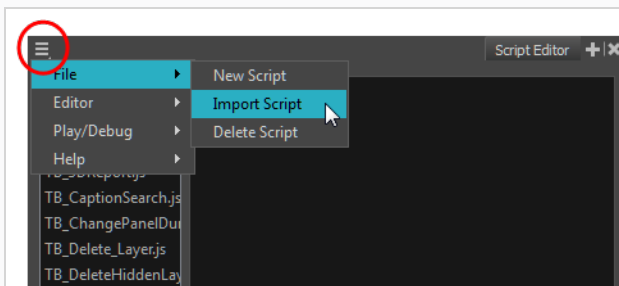 Script Editor
File
New Script
Editor
Import Script
Play/Debug
Delete Script
Help
TB_CaptionSearch.js
TB_ChangePanelDur
TB_Delete_Layer.js
TB_DeleteHiddenLay